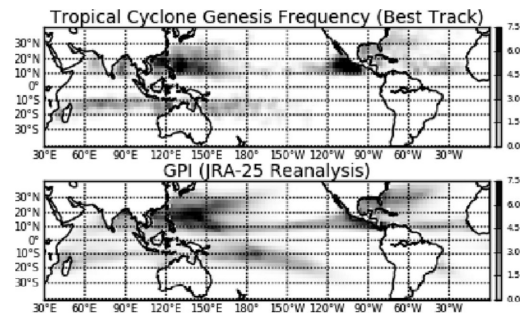 Tropical Cyclone Genesis Frequency (Best Track)
7.5
6.0
4.5
3.0
1.5
0.0
30°N
20°N
10°N
0°
10°S
20°S
30°S
30°E 60°E 90°E 120°E 150°E 180° 150°W 120°W 90°W 60°W 30°W
GPI (JRA-25 Reanalysis)
7.5
6.0
4.5
3.0
1.5
0.0
30°N
20°N
10°N
0°
10°S
20°S
30°S
30°E 60°E 90°E 120°E 150°E 180° 150°W 120°W 90°W 60°W 30°W